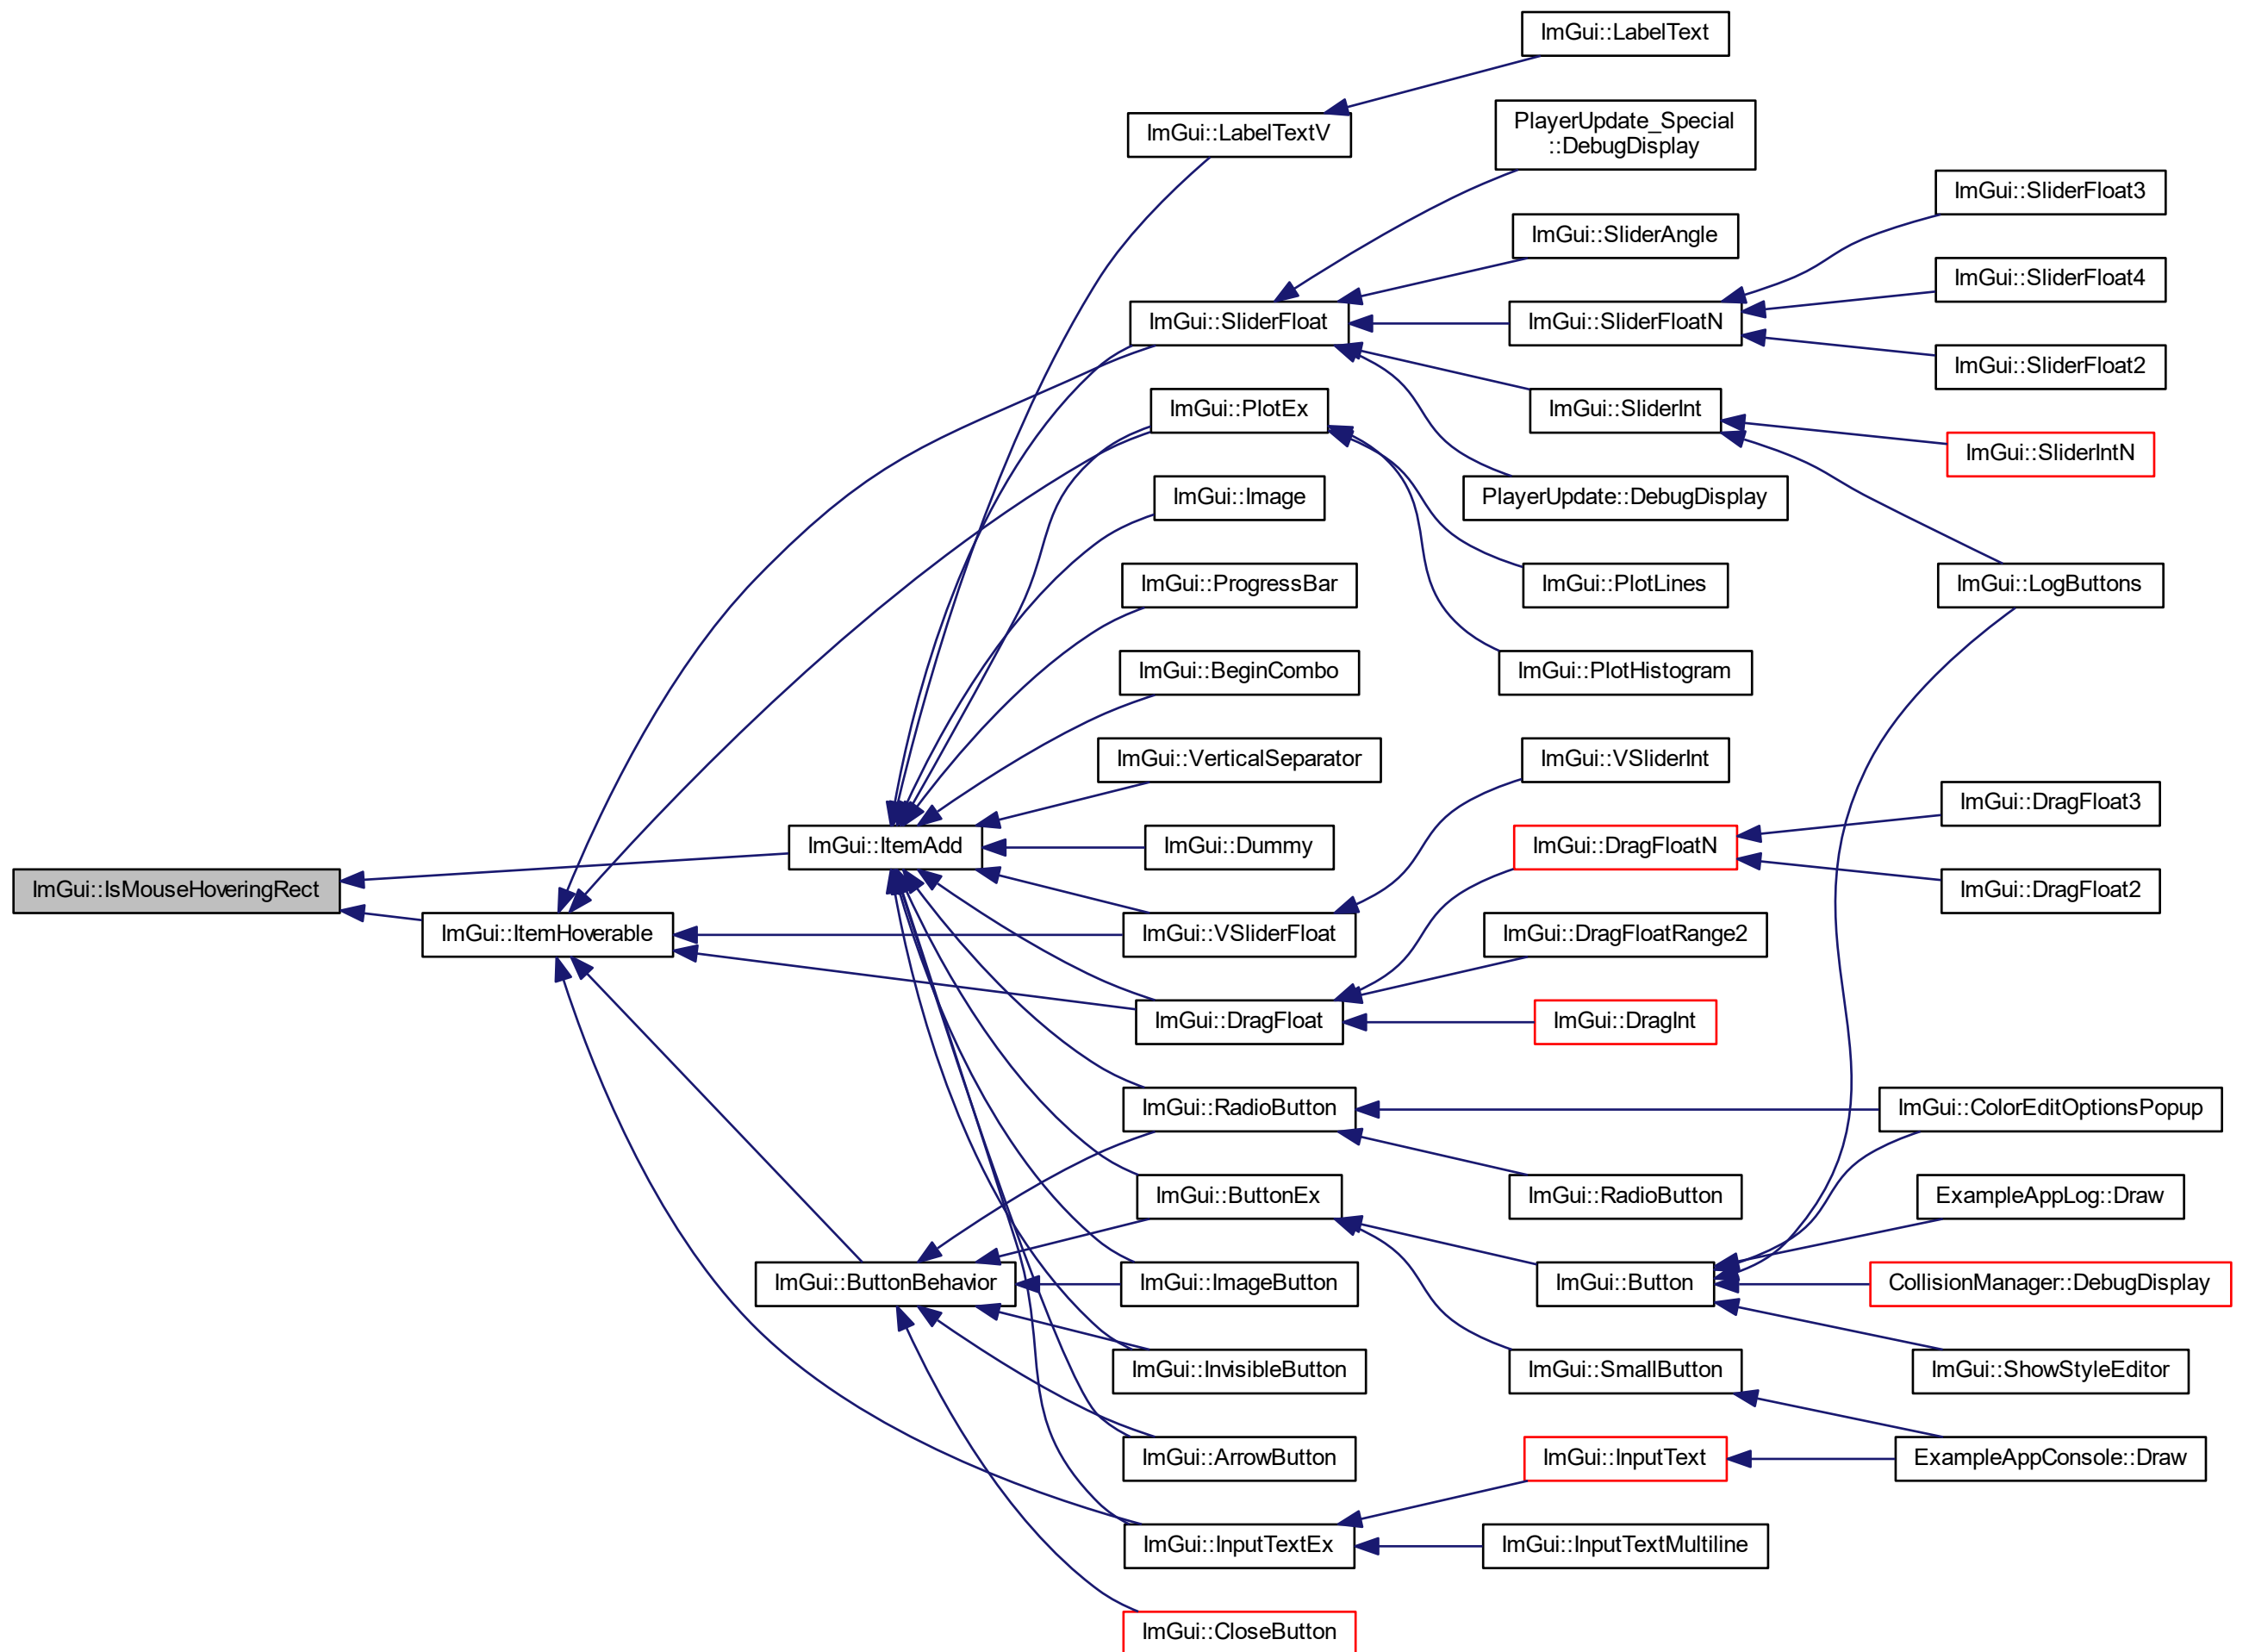 ImGui::LabelText
ImGui::LabelTextV
PlayerUpdate_Special
::DebugDisplay
ImGui::SliderFloat3
ImGui::SliderAngle
ImGui::SliderFloat4
ImGui::SliderFloat
ImGui::SliderFloatN
ImGui::SliderFloat2
ImGui::PlotEx
ImGui::SliderInt
ImGui::SliderIntN
ImGui::Image
PlayerUpdate::DebugDisplay
ImGui::ProgressBar
ImGui::PlotLines
ImGui::LogButtons
ImGui::BeginCombo
ImGui::PlotHistogram
ImGui::VerticalSeparator
ImGui::VSliderInt
ImGui::DragFloat3
ImGui::ItemAdd
ImGui::Dummy
ImGui::DragFloatN
ImGui::IsMouseHoveringRect
ImGui::DragFloat2
ImGui::ItemHoverable
ImGui::VSliderFloat
ImGui::DragFloatRange2
ImGui::DragFloat
ImGui::DragInt
ImGui::RadioButton
ImGui::ColorEditOptionsPopup
ImGui::ButtonEx
ImGui::RadioButton
ExampleAppLog::Draw
ImGui::ButtonBehavior
ImGui::ImageButton
ImGui::Button
CollisionManager::DebugDisplay
ImGui::InvisibleButton
ImGui::SmallButton
ImGui::ShowStyleEditor
ImGui::ArrowButton
ImGui::InputText
ExampleAppConsole::Draw
ImGui::InputTextEx
ImGui::InputTextMultiline
ImGui::CloseButton